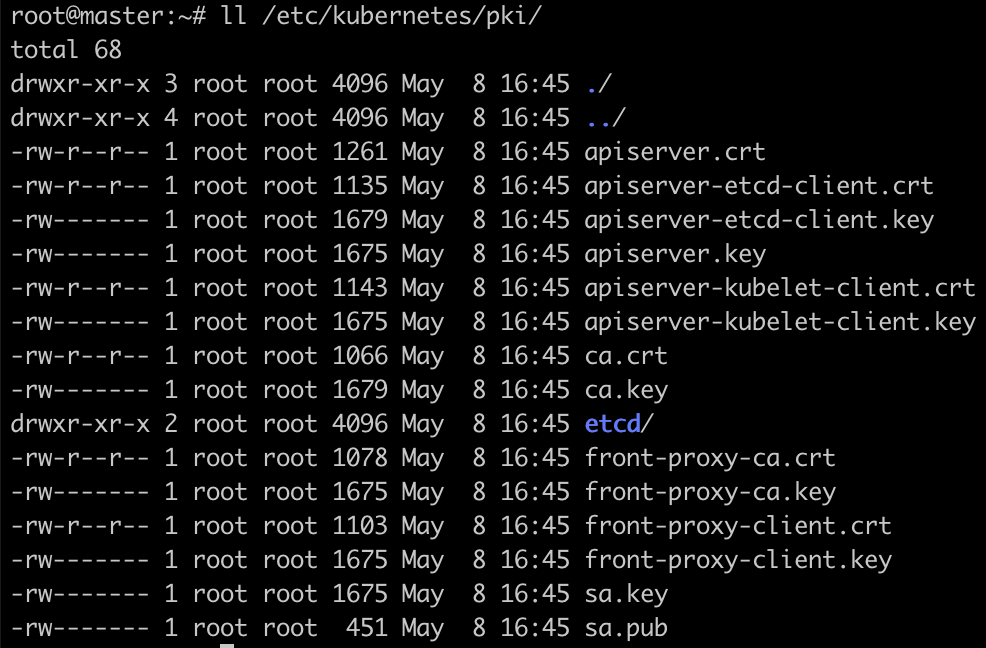 root@master:~# ll /etc/kubernetes/pki/
total 68
drwxr-xr-x 3 root root 4096 May  8 16:45 ./
drwxr-xr-x 4 root root 4096 May  8 16:45 ../
-rw-r--r-- 1 root root 1261 May  8 16:45 apiserver.crt
-rw-r--r-- 1 root root 1135 May  8 16:45 apiserver-etcd-client.crt
-rw------- 1 root root 1679 May  8 16:45 apiserver-etcd-client.key
-rw------- 1 root root 1675 May  8 16:45 apiserver.key
-rw-r--r-- 1 root root 1143 May  8 16:45 apiserver-kubelet-client.crt
-rw------- 1 root root 1675 May  8 16:45 apiserver-kubelet-client.key
-rw-r--r-- 1 root root 1066 May  8 16:45 ca.crt
-rw------- 1 root root 1679 May  8 16:45 ca.key
drwxr-xr-x 2 root root 4096 May  8 16:45 etcd/
-rw-r--r-- 1 root root 1078 May  8 16:45 front-proxy-ca.crt
-rw------- 1 root root 1675 May  8 16:45 front-proxy-ca.key
-rw-r--r-- 1 root root 1103 May  8 16:45 front-proxy-client.crt
-rw------- 1 root root 1675 May  8 16:45 front-proxy-client.key
-rw------- 1 root root 1675 May  8 16:45 sa.key
-rw------- 1 root root  451 May  8 16:45 sa.pub